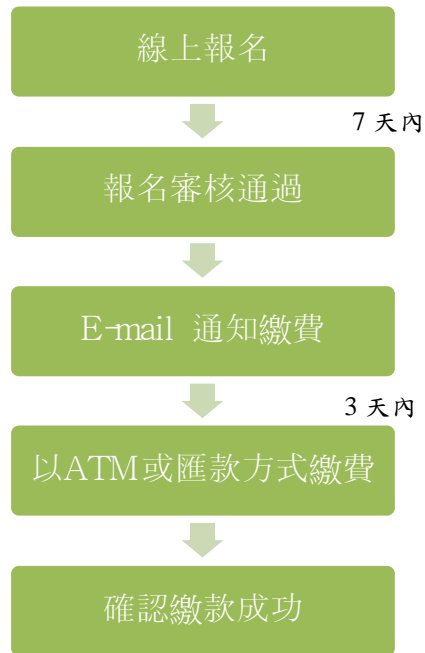 線上報名
7 天內
報名審核通過
E-mail 通知繳費
3 天內
以ATM或匯款方式繳費
確認繳款成功